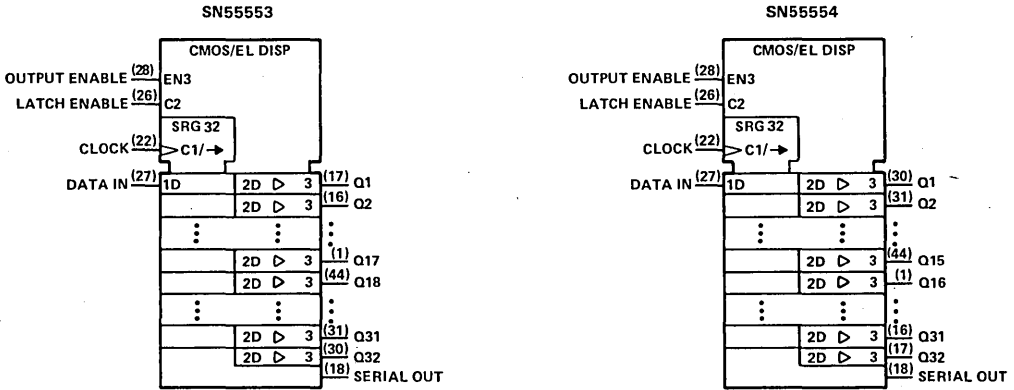 SN55553
CMOS/EL DISP
OUTPUT ENABLE (28) EN3
LATCH ENABLE (26) C2
SRG 32
CLOCK (22) C1/→
DATA IN (27) 1D 2D ▷ 3 (17) Q1
2D ▷ 3 (16) Q2
2D ▷ 3 (1) Q17
2D ▷ 3 (44) Q18
2D ▷ 3 (31) Q31
2D ▷ 3 (30) Q32
(18) SERIAL OUT
SN55554
CMOS/EL DISP
OUTPUT ENABLE (28) EN3
LATCH ENABLE (26) C2
SRG 32
CLOCK (22) C1/→
DATA IN (27) 1D 2D ▷ 3 (30) Q1
2D ▷ 3 (31) Q2
2D ▷ 3 (44) Q15
2D ▷ 3 (1) Q16
2D ▷ 3 (16) Q31
2D ▷ 3 (17) Q32
(18) SERIAL OUT